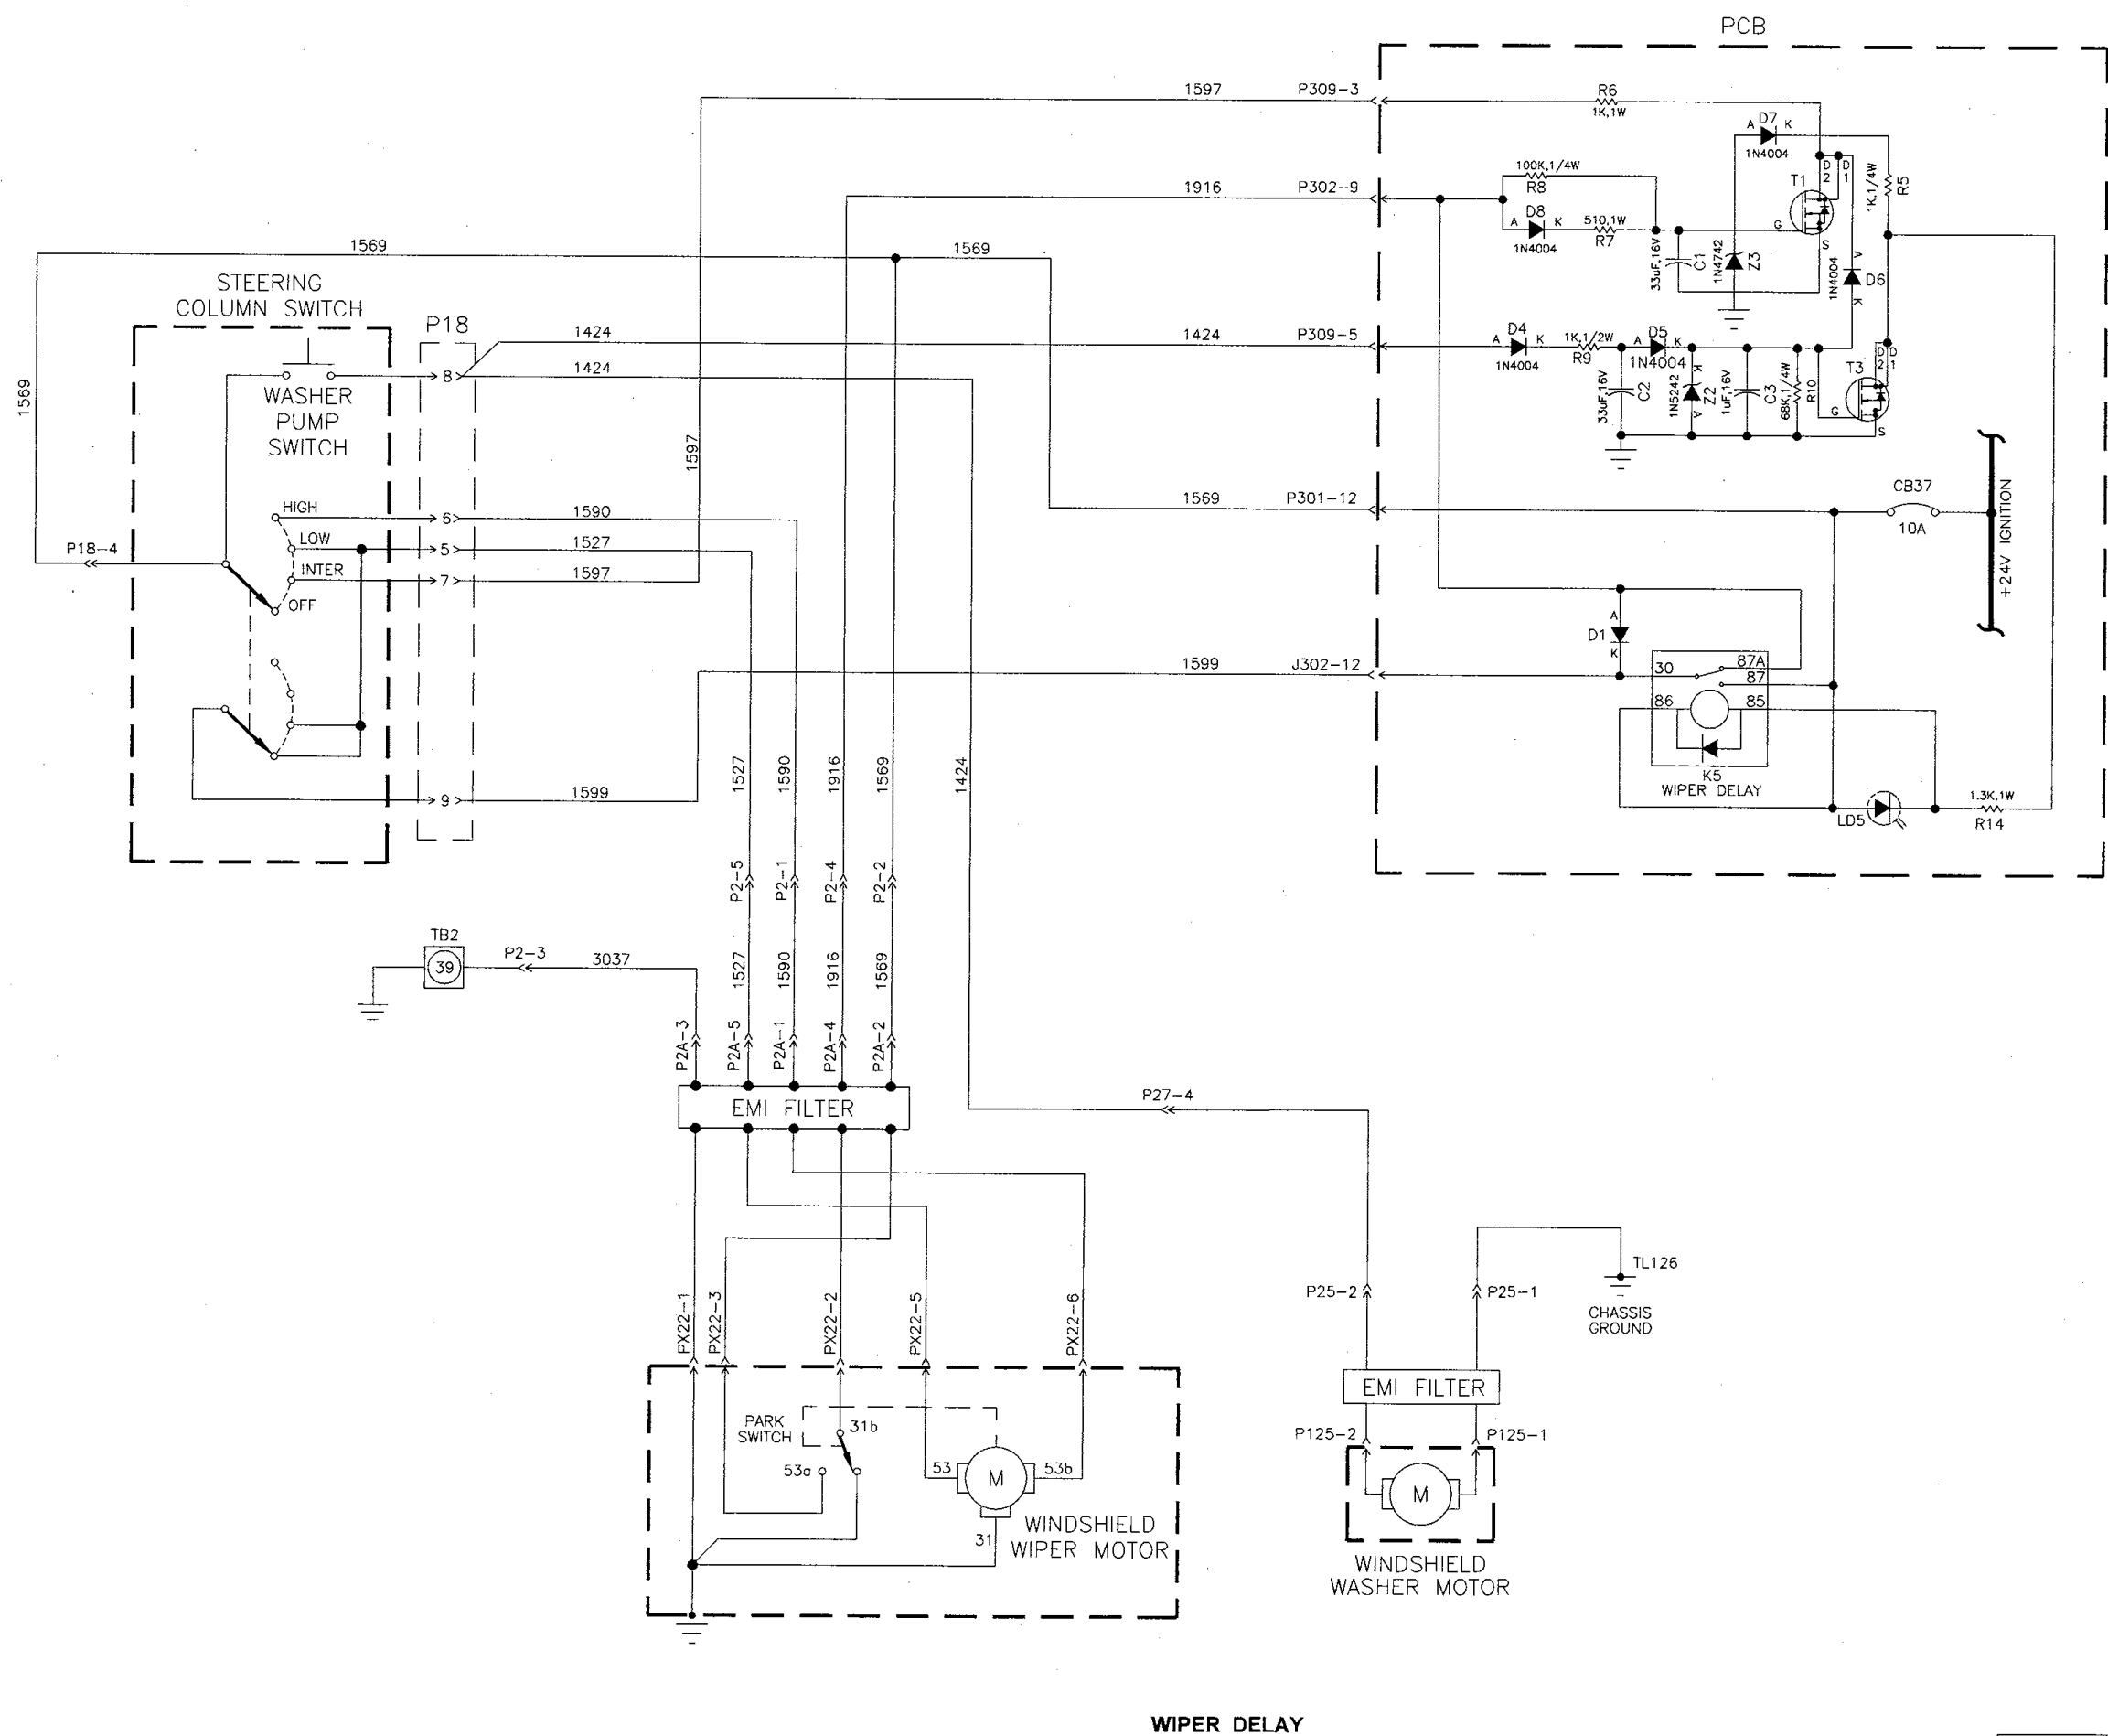 PCB
1597 P309-3
R6
1K,1W
A D7 K
1N4004
100K,1/4W
R8
1916 P302-9
D8
A K
1N4004
510,1W
R7
33uF,16V
C1
1N4742
Z3
T1
D 2
D 1
G
S
1K,1/4W
R5
A
1N4004
D6
K
1569
1569
1569
STEERING
COLUMN SWITCH
P18
1424
1424 P309-5
1424
8
WASHER
PUMP
SWITCH
D4
A K
1N4004
1K,1/2W
R9
D5
A K
1N4004
33uF,16V
C2
K
1N5242
Z2
A
1uF,16V
C3
68K,1/4W
R10
T3
D 2
D 1
G
S
1597
1569 P301-12
CB37
10A
+24V IGNITION
HIGH
6
1590
LOW
5
1527
INTER
7
1597
OFF
P18-4
A
D1
K
1599 J302-12
30
87A
87
86
85
K5
WIPER DELAY
LD5
1.3K,1W
R14
9
1599
1527
1590
1916
1569
1424
P2-5
P2-1
P2-4
P2-2
TB2
39
P2-3
3037
1527
1590
1916
1569
P2A-3
P2A-5
P2A-1
P2A-4
P2A-2
EMI FILTER
P27-4
PX22-1
PX22-3
PX22-2
PX22-5
PX22-6
P25-2
P25-1
TL126
CHASSIS
GROUND
EMI FILTER
P125-2
P125-1
M
WINDSHIELD
WASHER MOTOR
PARK
SWITCH
31b
53a
53
M
53b
31
WINDSHIELD
WIPER MOTOR
WIPER DELAY